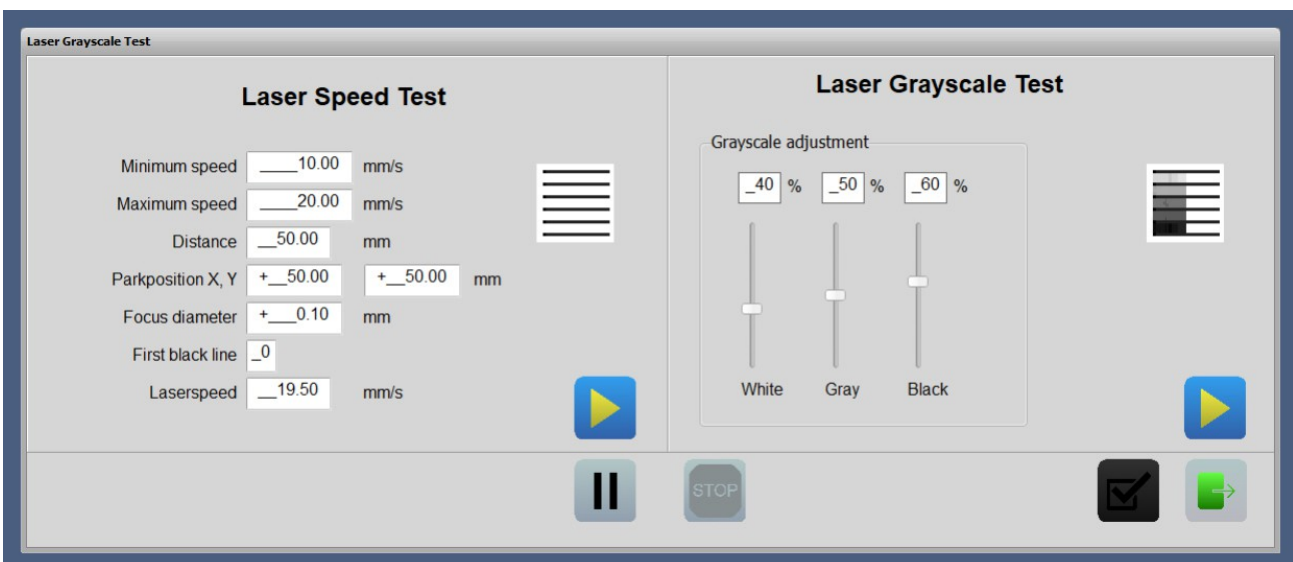 Laser Grayscale Test
Laser Speed Test
Minimum speed ____10.00 mm/s
Maximum speed ____20.00 mm/s
Distance __50.00 mm
Parkposition X, Y +__50.00 +__50.00 mm
Focus diameter +___0.10 mm
First black line _0
Laserspeed __19.50 mm/s
Laser Grayscale Test
Grayscale adjustment
_40 % _50 % _60 %
White Gray Black
STOP